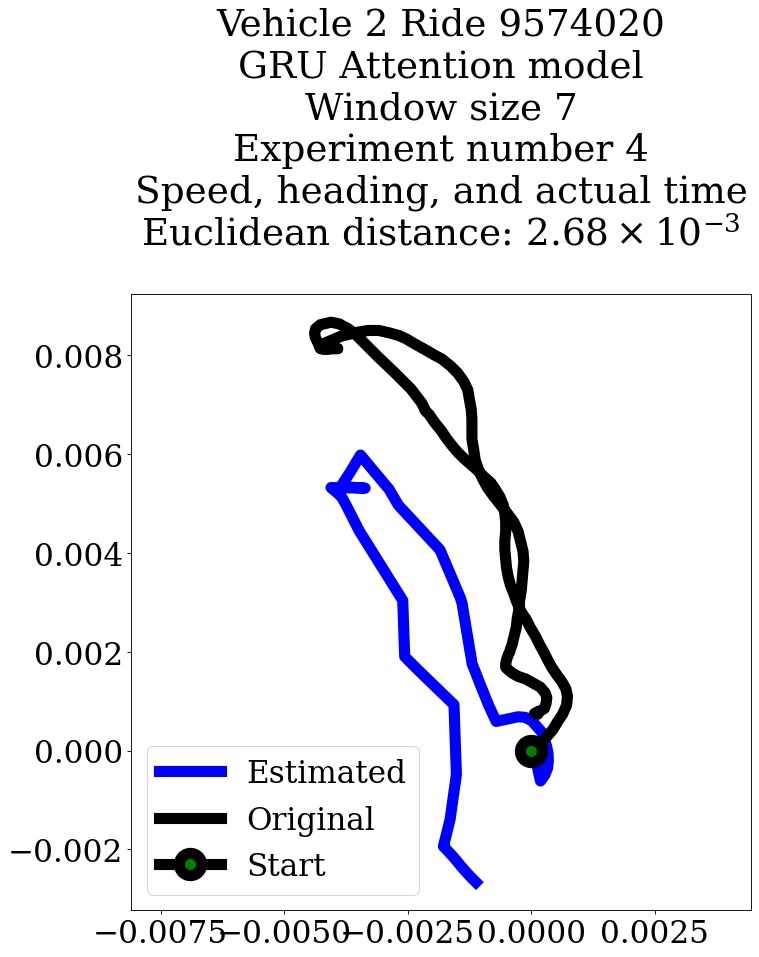 Vehicle 2 Ride 9574020
GRU Attention model
Window size 7
Experiment number 4
Speed, heading, and actual time
Euclidean distance: 2.68 × 10⁻³
0.008
0.006
0.004
0.002
0.000
−0.002
Estimated
Original
Start
−0.0075 −0.0050 −0.0025 0.0000 0.0025